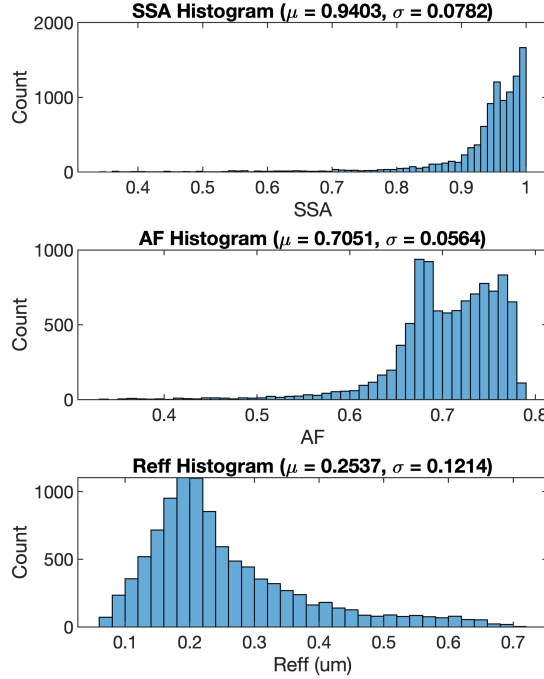 SSA Histogram (μ = 0.9403, σ = 0.0782)
2000
1000
0
Count
0.4 0.5 0.6 0.7 0.8 0.9 1
SSA
AF Histogram (μ = 0.7051, σ = 0.0564)
1000
500
0
Count
0.4 0.5 0.6 0.7 0.8
AF
Reff Histogram (μ = 0.2537, σ = 0.1214)
1000
500
0
Count
0.1 0.2 0.3 0.4 0.5 0.6 0.7
Reff (um)